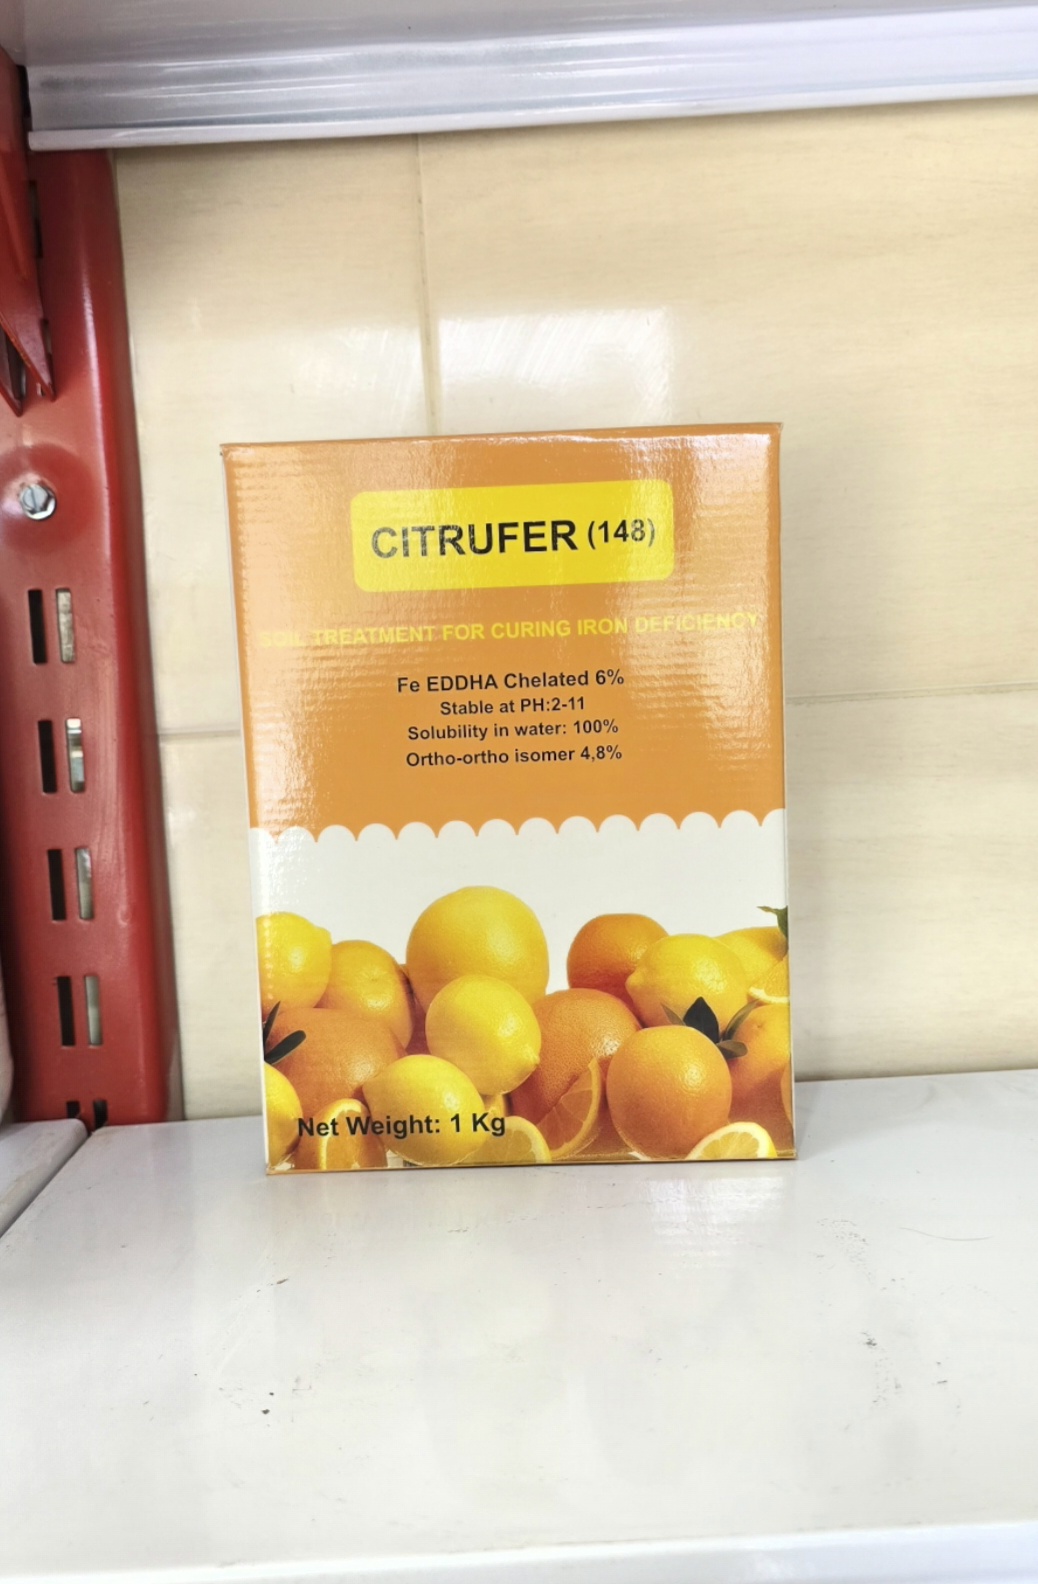 CITRUFER (148)
SOIL TREATMENT FOR CURING IRON DEFICIENCY
Fe EDDHA Chelated 6%
Stable at PH:2-11
Solubility in water: 100%
Ortho-ortho isomer 4,8%
Net Weight: 1 Kg